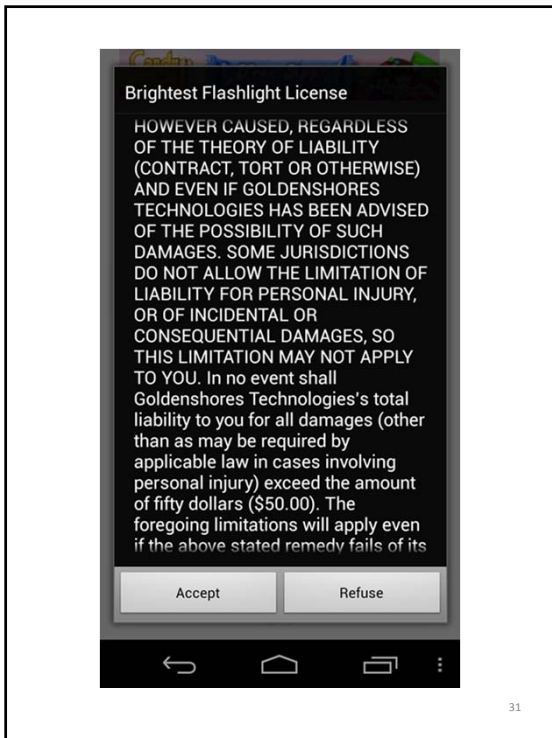 Brightest Flashlight License
HOWEVER CAUSED, REGARDLESS
OF THE THEORY OF LIABILITY
(CONTRACT, TORT OR OTHERWISE)
AND EVEN IF GOLDENSHORES
TECHNOLOGIES HAS BEEN ADVISED
OF THE POSSIBILITY OF SUCH
DAMAGES. SOME JURISDICTIONS
DO NOT ALLOW THE LIMITATION OF
LIABILITY FOR PERSONAL INJURY,
OR OF INCIDENTAL OR
CONSEQUENTIAL DAMAGES, SO
THIS LIMITATION MAY NOT APPLY
TO YOU. In no event shall
Goldenshores Technologies's total
liability to you for all damages (other
than as may be required by
applicable law in cases involving
personal injury) exceed the amount
of fifty dollars ($50.00). The
foregoing limitations will apply even
if the above stated remedy fails of its
Accept
Refuse
31